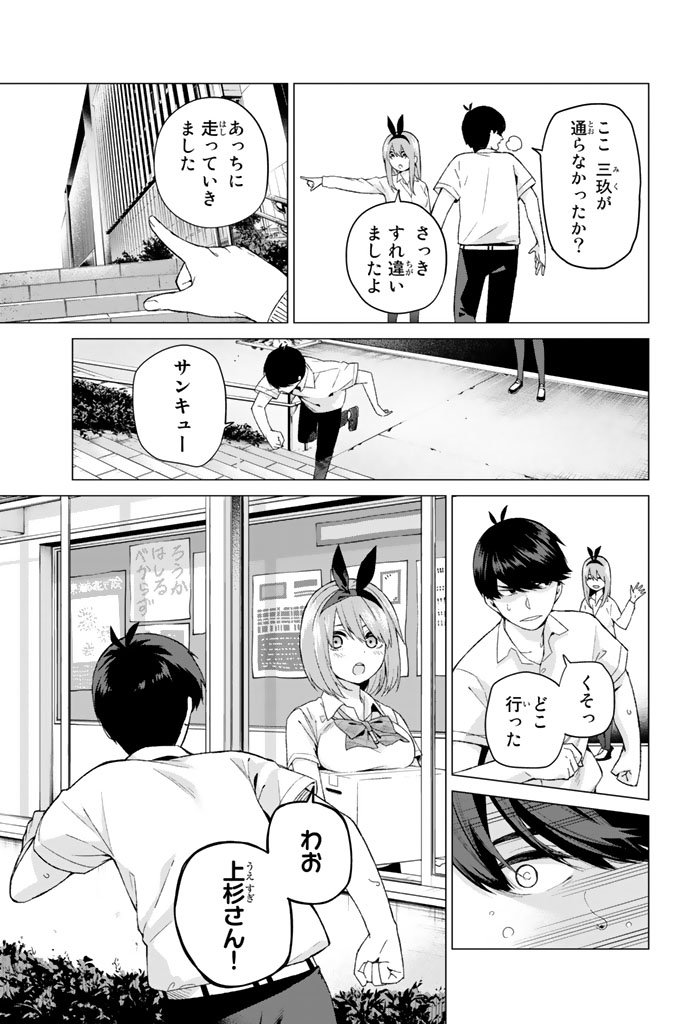 ここ 三玖が
通らなかったか?
さっき
すれ違い
ましたよ
あっちに
走っていき
ました
サンキュー
くそっ
どこ
行った
ろうか
はしる
べからず
わお
上杉さん!